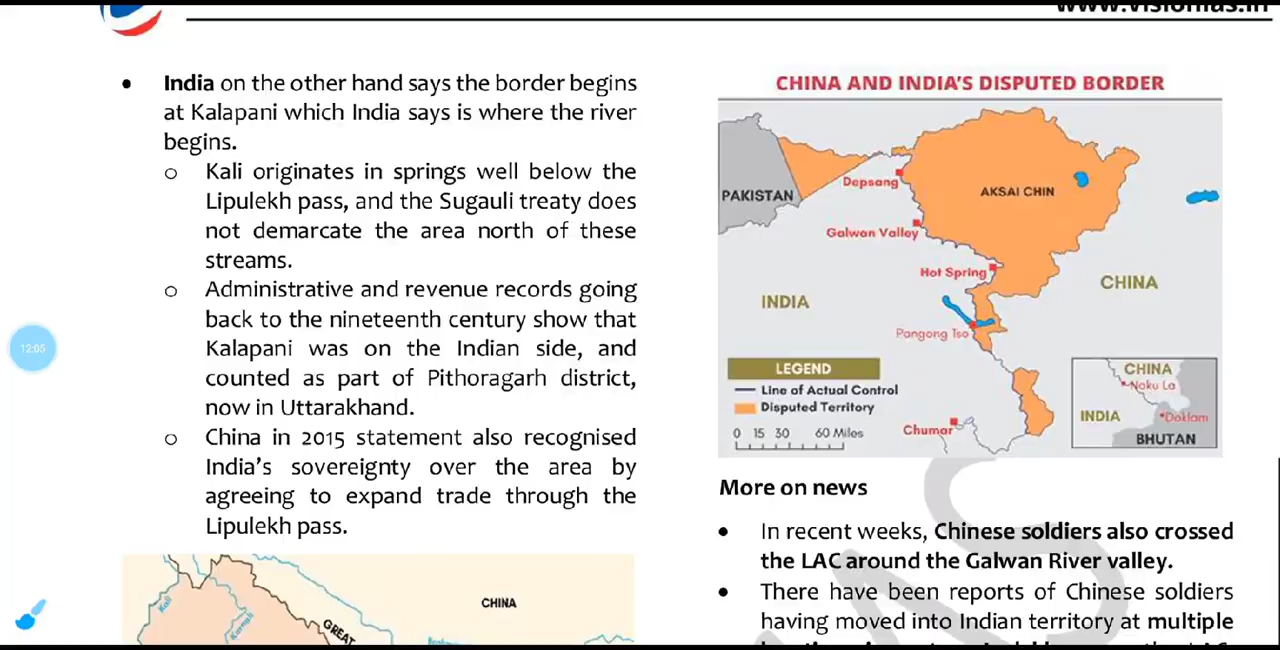 www.visionias.in
• India on the other hand says the border begins
at Kalapani which India says is where the river
begins.
o Kali originates in springs well below the
Lipulekh pass, and the Sugauli treaty does
not demarcate the area north of these
streams.
o Administrative and revenue records going
back to the nineteenth century show that
Kalapani was on the Indian side, and
counted as part of Pithoragarh district,
now in Uttarakhand.
o China in 2015 statement also recognised
India's sovereignty over the area by
agreeing to expand trade through the
Lipulekh pass.
CHINA
Kali
Karnali
GREAT
12:05
CHINA AND INDIA'S DISPUTED BORDER
PAKISTAN
Depsang
AKSAI CHIN
Galwan Valley
Hot Spring
INDIA
CHINA
Pangong Tso
LEGEND
Line of Actual Control
Disputed Territory
0 15 30 60 Miles
Chumar
CHINA
Naku La
INDIA
Doklam
BHUTAN
More on news
• In recent weeks, Chinese soldiers also crossed
the LAC around the Galwan River valley.
• There have been reports of Chinese soldiers
having moved into Indian territory at multiple